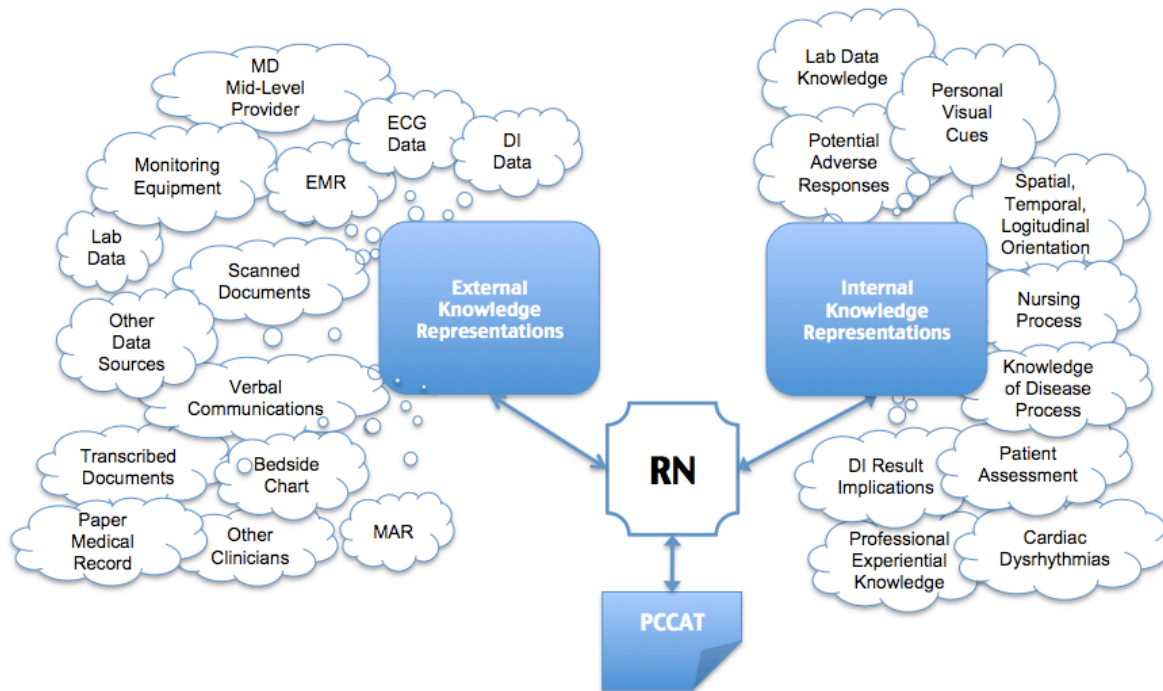 MD
Mid-Level
Provider
ECG
Data
DI
Data
Monitoring
Equipment
EMR
Lab
Data
Scanned
Documents
Other
Data
Sources
Verbal
Communications
Transcribed
Documents
Bedside
Chart
Paper
Medical
Record
Other
Clinicians
MAR
External
Knowledge
Representations
RN
PCCAT
Internal
Knowledge
Representations
Lab Data
Knowledge
Personal
Visual
Cues
Potential
Adverse
Responses
Spatial,
Temporal,
Logitudinal
Orientation
Nursing
Process
Knowledge
of Disease
Process
DI Result
Implications
Patient
Assessment
Professional
Experiential
Knowledge
Cardiac
Dysrhythmias